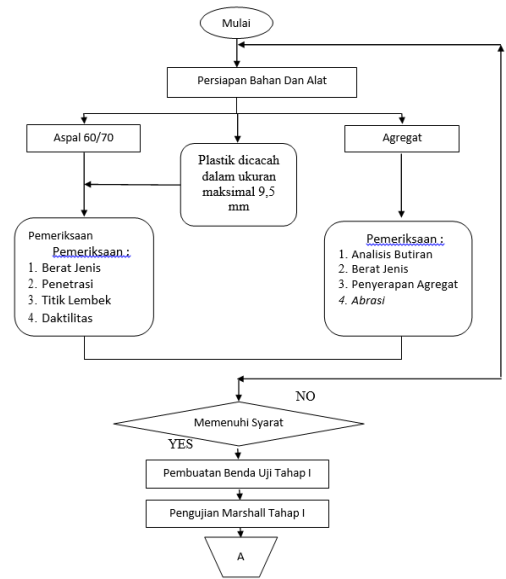 Mulai
Persiapan Bahan Dan Alat
Aspal 60/70
Plastik dicacah
dalam ukuran
maksimal 9,5
mm
Agregat
Pemeriksaan
Pemeriksaan :
1. Berat Jenis
2. Penetrasi
3. Titik Lembek
4. Daktilitas
Pemeriksaan :
1. Analisis Butiran
2. Berat Jenis
3. Penyerapan Agregat
4. Abrasi
NO
Memenuhi Syarat
YES
Pembuatan Benda Uji Tahap I
Pengujian Marshall Tahap I
A